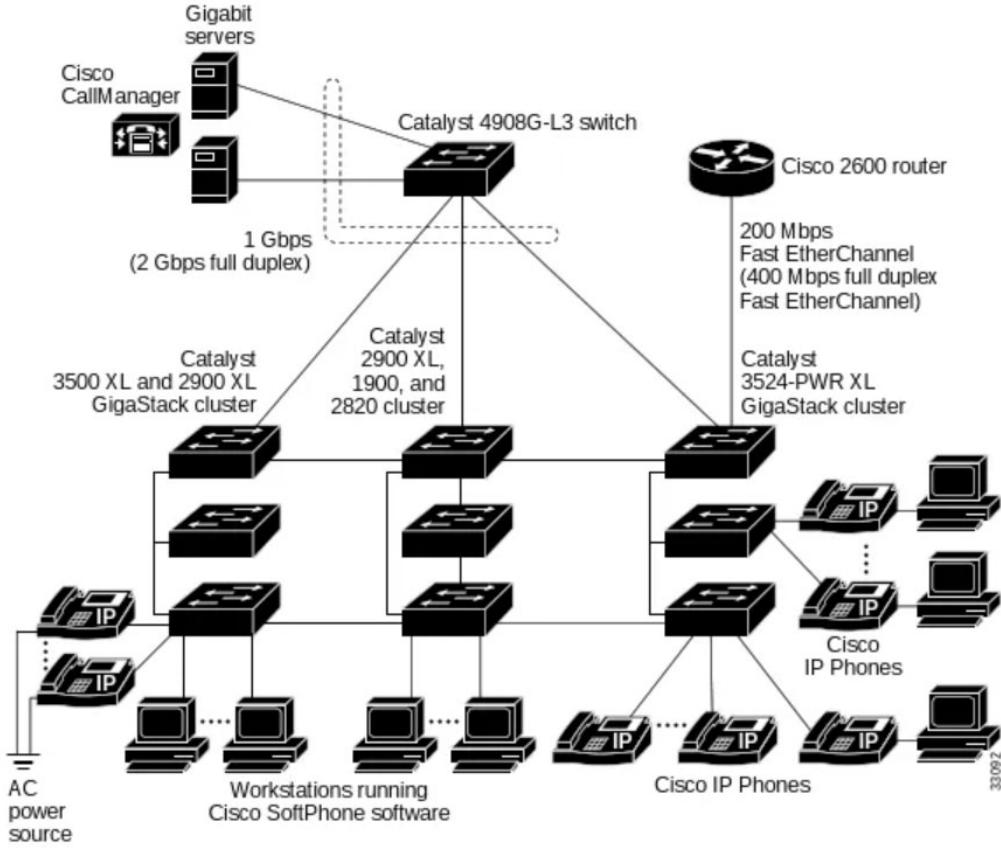 Gigabit
servers
Cisco
CallManager
Catalyst 4908G-L3 switch
Cisco 2600 router
1 Gbps
(2 Gbps full duplex)
200 Mbps
Fast EtherChannel
(400 Mbps full duplex
Fast EtherChannel)
Catalyst
3500 XL and 2900 XL
GigaStack cluster
Catalyst
2900 XL,
1900, and
2820 cluster
Catalyst
3524-PWR XL
GigaStack cluster
IP
IP
Cisco
IP Phones
IP
IP
IP
IP
IP
AC
power
source
Workstations running
Cisco SoftPhone software
Cisco IP Phones
33092